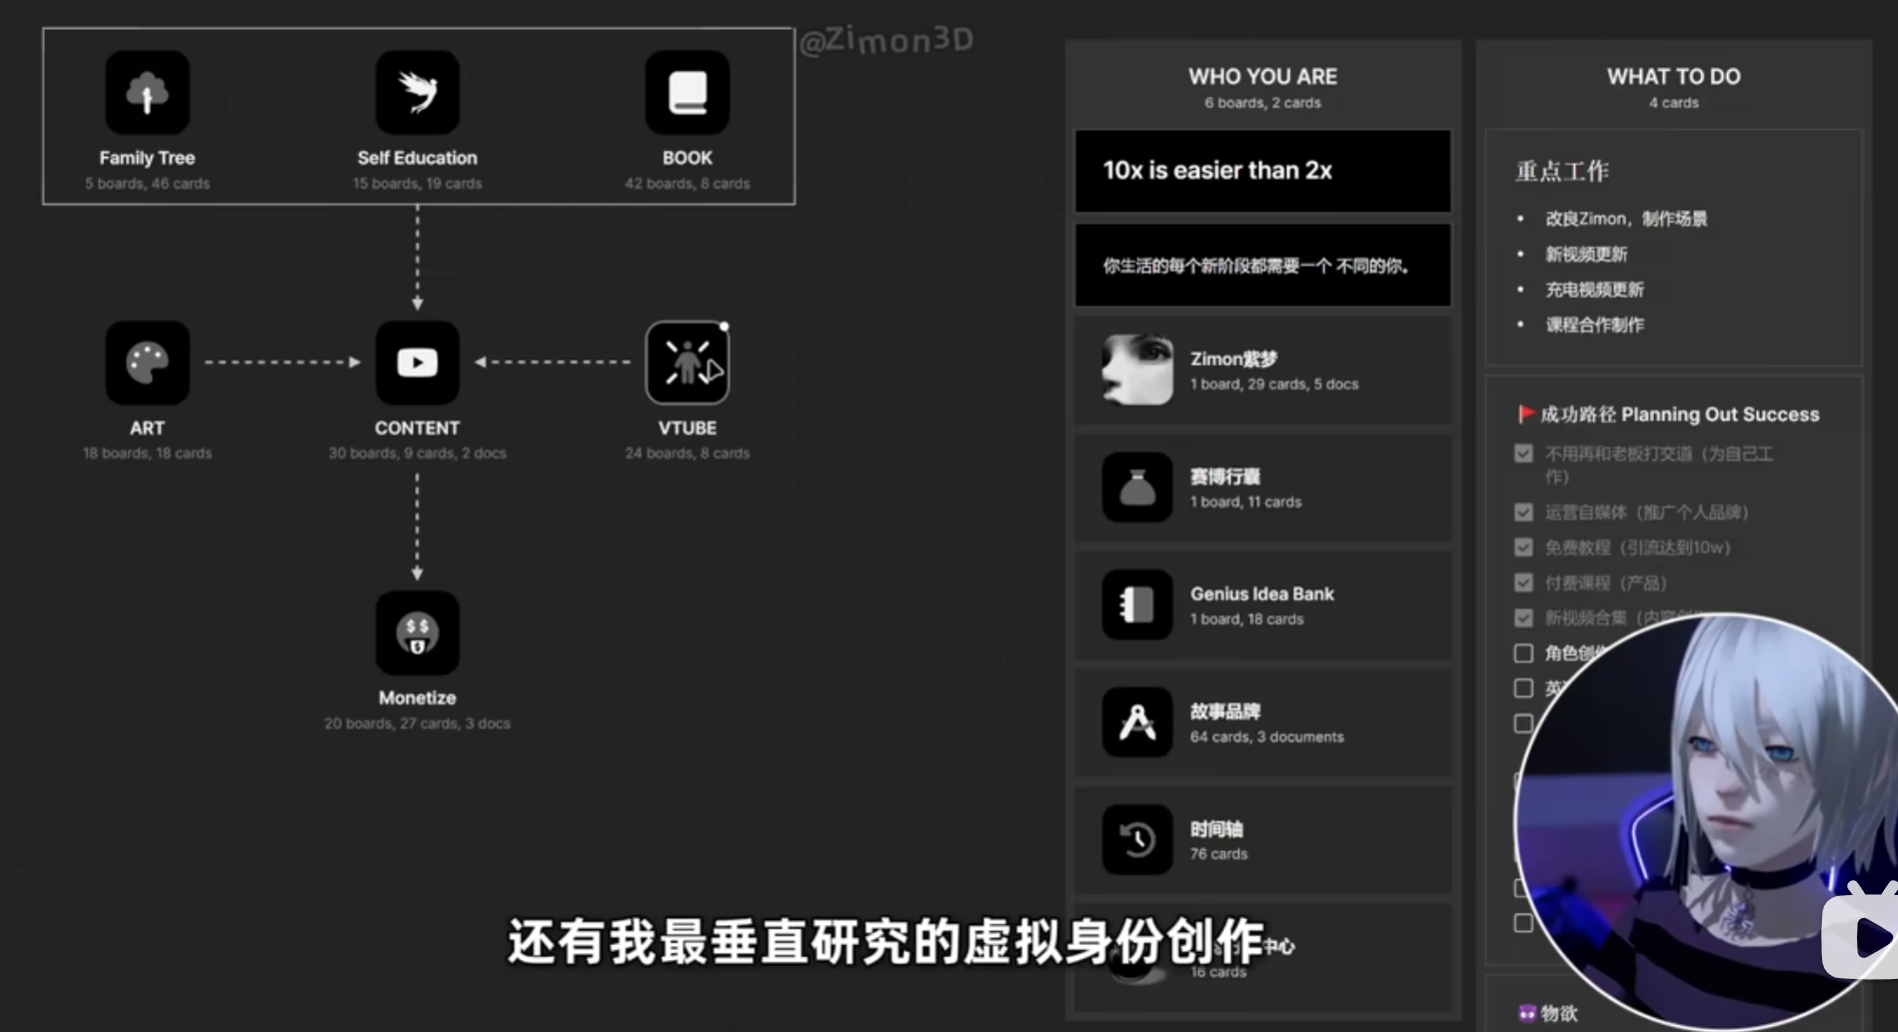 @Zimon3D
Family Tree
5 boards, 46 cards
Self Education
15 boards, 19 cards
BOOK
42 boards, 8 cards
ART
18 boards, 18 cards
CONTENT
30 boards, 9 cards, 2 docs
VTUBE
24 boards, 8 cards
Monetize
20 boards, 27 cards, 3 docs
WHO YOU ARE
6 boards, 2 cards
10x is easier than 2x
你生活的每个新阶段都需要一个 不同的你。
Zimon紫梦
1 board, 29 cards, 5 docs
赛博行囊
1 board, 11 cards
Genius Idea Bank
1 board, 18 cards
故事品牌
64 cards, 3 documents
时间轴
76 cards
中心
16 cards
WHAT TO DO
4 cards
重点工作
• 改良Zimon，制作场景
• 新视频更新
• 充电视频更新
• 课程合作制作
成功路径 Planning Out Success
不用再和老板打交道（为自己工
作）
运营自媒体（推广个人品牌）
免费教程（引流达到10w）
付费课程（产品）
新视频合集（内容创
角色创
物欲
还有我最垂直研究的虚拟身份创作